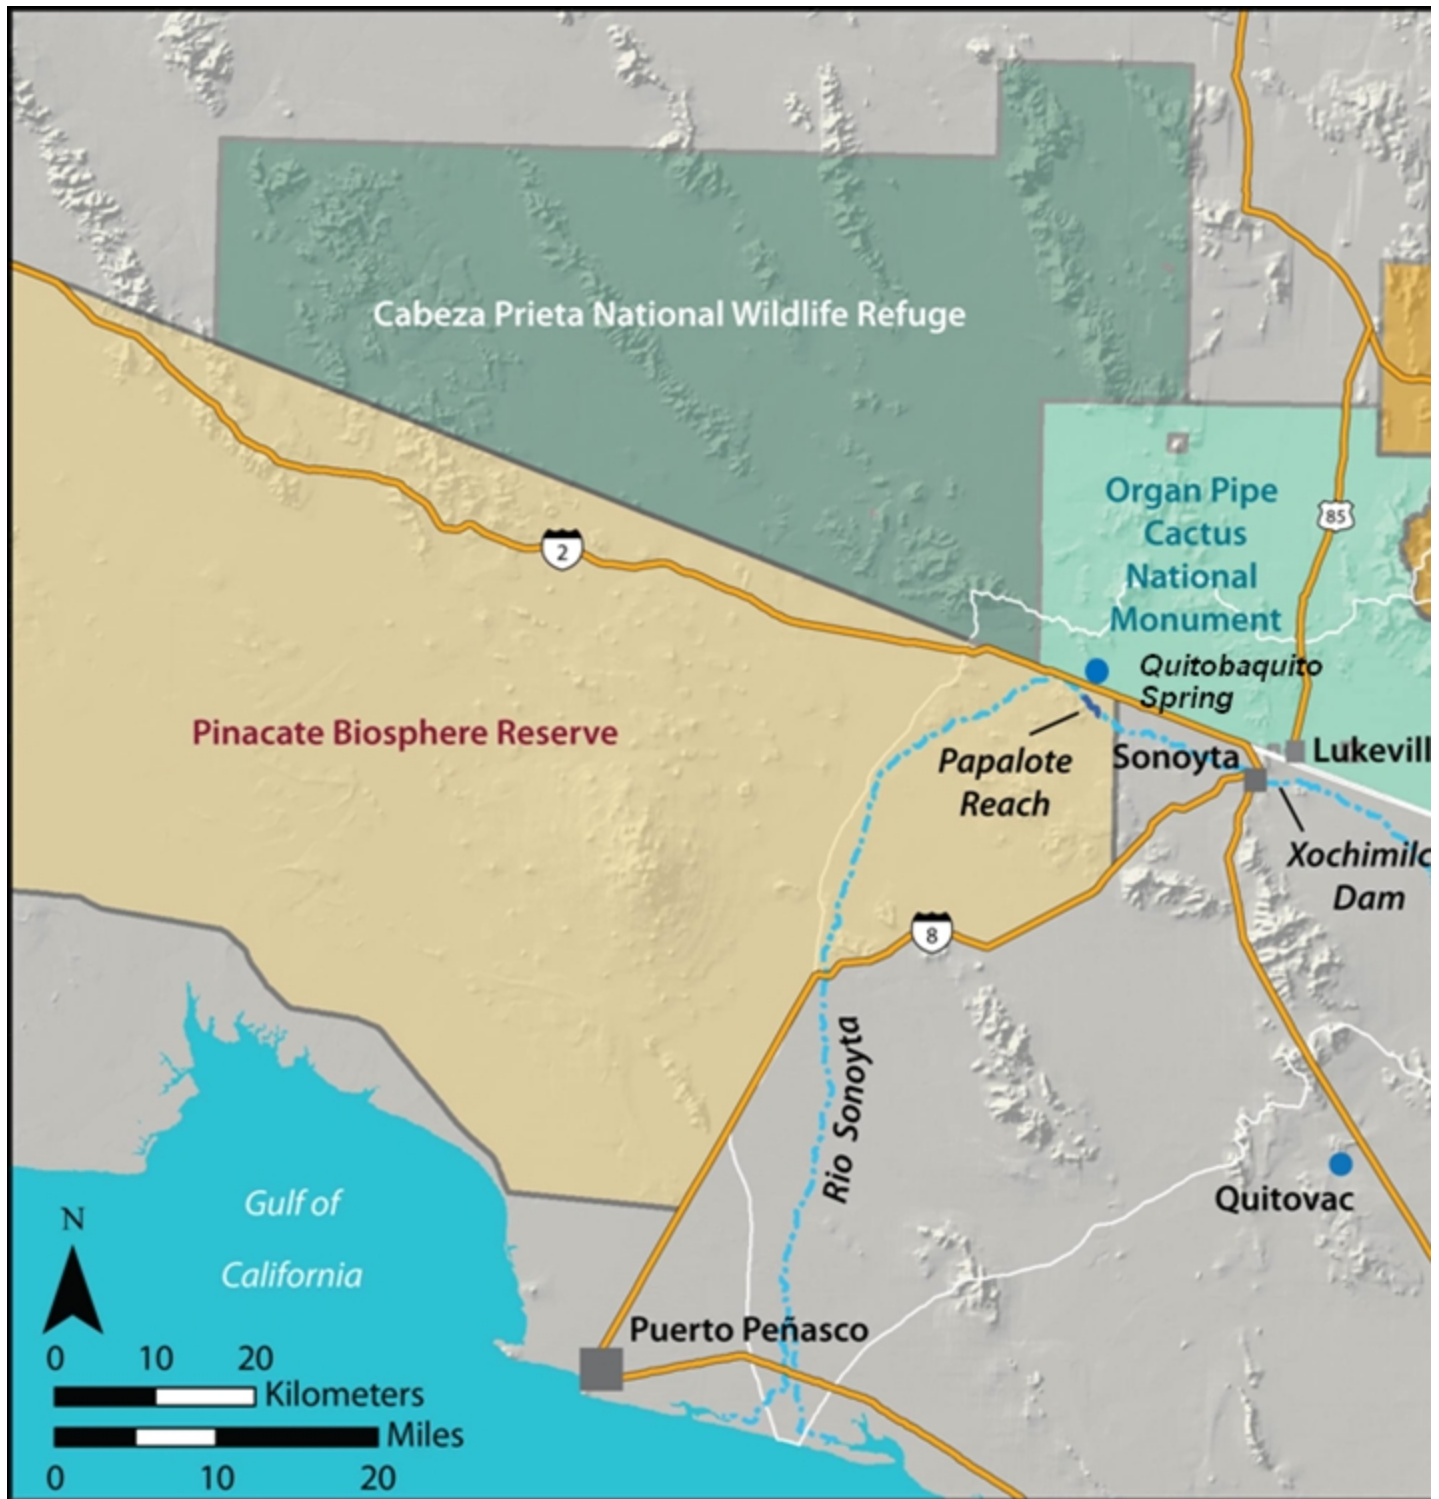 Cabeza Prieta National Wildlife Refuge
Organ Pipe
Cactus
National
Monument
85
2
Quitobaquito
Spring
Pinacate Biosphere Reserve
Papalote
Reach
Sonoyta
Lukevill
Xochimilc
Dam
8
Rio Sonoyta
Quitovac
Gulf of
California
N
Puerto Peñasco
0 10 20
Kilometers
Miles
0 10 20